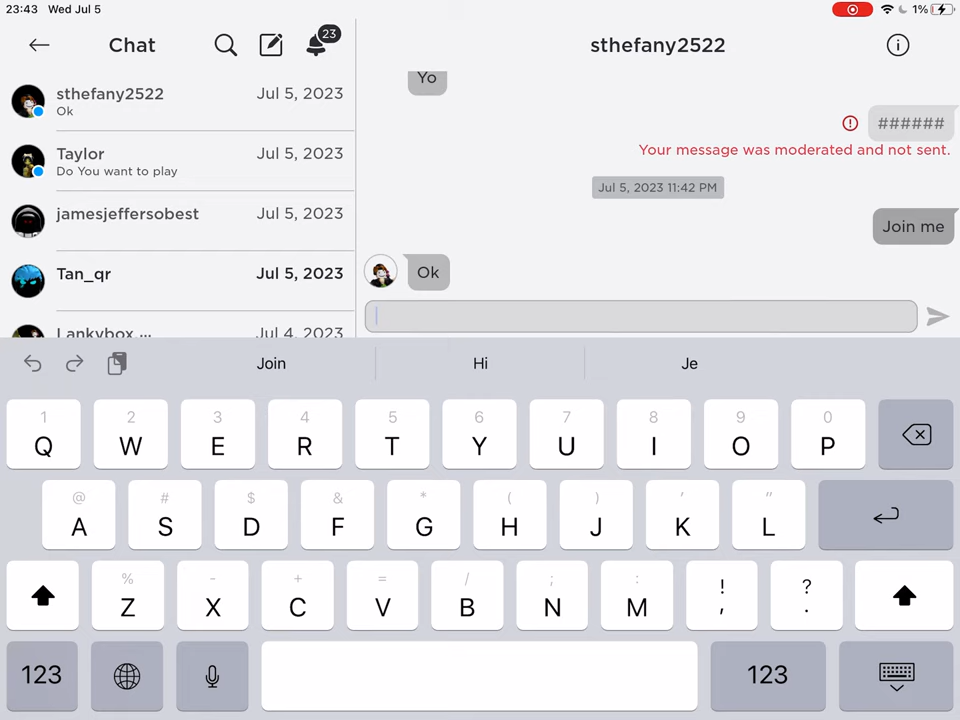 23:43 Wed Jul 5
1%
Chat
23
sthefany2522
sthefany2522
Jul 5, 2023
Ok
Taylor
Jul 5, 2023
Do You want to play
jamesjeffersobest
Jul 5, 2023
Tan_qr
Jul 5, 2023
Lankybox ...
Jul 4, 2023
Yo
######
Your message was moderated and not sent.
Jul 5, 2023 11:42 PM
Join me
Ok
Join Hi Je
1 2 3 4 5 6 7 8 9 0
Q W E R T Y U I O P
@ # $ & * ( ) ' "
A S D F G H J K L
% - + = / ; : ! ?
Z X C V B N M , .
123 123